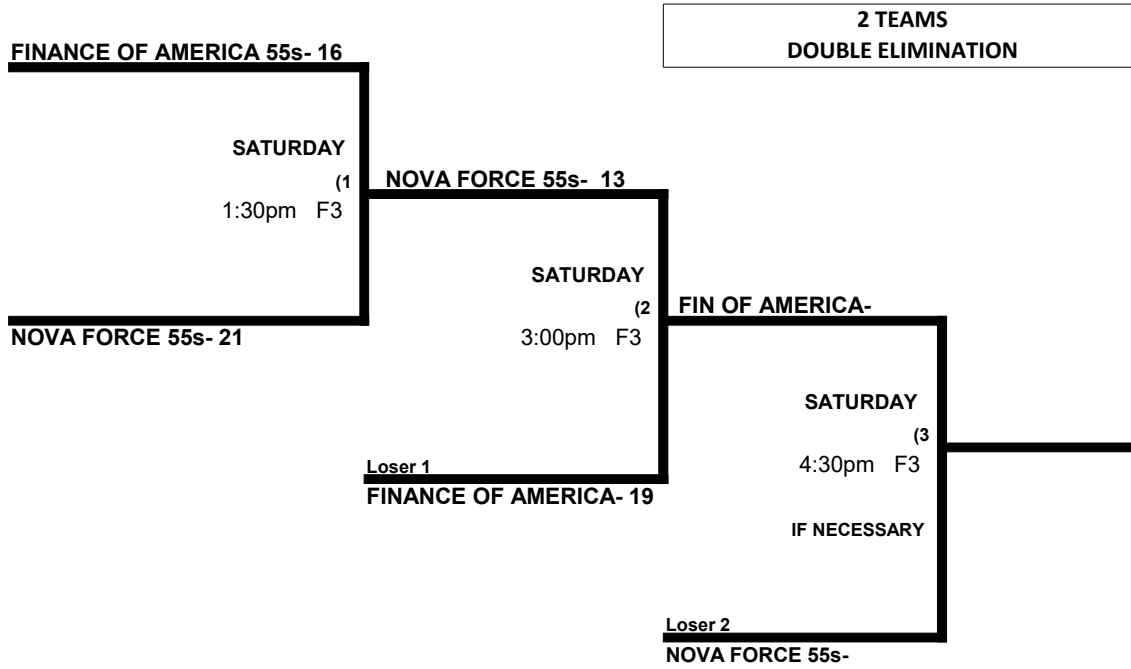 2 TEAMS
DOUBLE ELIMINATION
FINANCE OF AMERICA 55s- 16
SATURDAY
(1
1:30pm F3
NOVA FORCE 55s- 21
NOVA FORCE 55s- 13
SATURDAY
(2
3:00pm F3
Loser 1
FINANCE OF AMERICA- 19
FIN OF AMERICA-
SATURDAY
(3
4:30pm F3
IF NECESSARY
Loser 2
NOVA FORCE 55s-